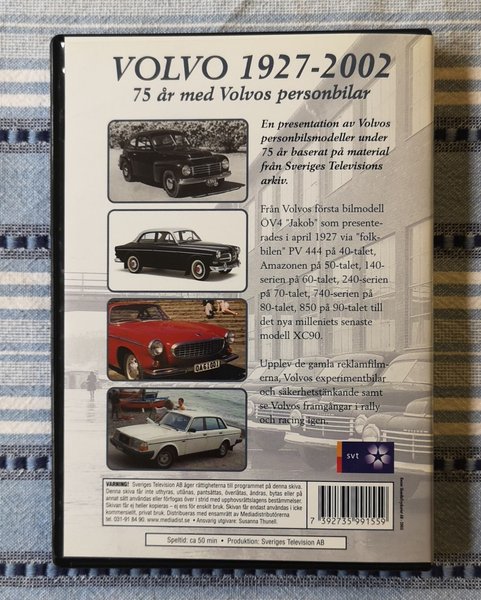 VOLVO 1927-2002
75 år med Volvos personbilar
En presentation av Volvos
personbilsmodeller under
75 år baserat på material
från Sveriges Televisions
arkiv.
Från Volvos första bilmodell
ÖV4 "Jakob" som presente-
rades i april 1927 via "folk-
bilen" PV 444 på 40-talet,
Amazonen på 50-talet, 140-
serien på 60-talet, 240-serien
på 70-talet, 740-serien på
80-talet, 850 på 90-talet till
det nya milleniets senaste
modell XC90.
Upplev de gamla reklamfilm-
erna, Volvos experimentbilar
och säkerhetstänkande samt
se Volvos framgångar i rally
och racing igen.
svt
VARNING! Sveriges Television AB äger rättigheterna till programmet på denna skiva.
Denna skiva får inte uthyras, utlånas, pantsättas, överlåtas, ändras, bytas efter på
annat sätt användas eller förfogas över i strid med upphovsrättslagens bestämmelser.
Skivan får ej heller kopieras – ej ens för enskilt bruk. Skivan får endast användas i icke
kommersiellt, privat bruk. Distribueras med ensamrätt av Mediadistributörerna.
tel. 031-91 84 90. www.mediadist.se • Ansvarig utgivare: Susanna Thunell.
Speltid: ca 50 min • Produktion: Sveriges Television AB
7 392735 991559